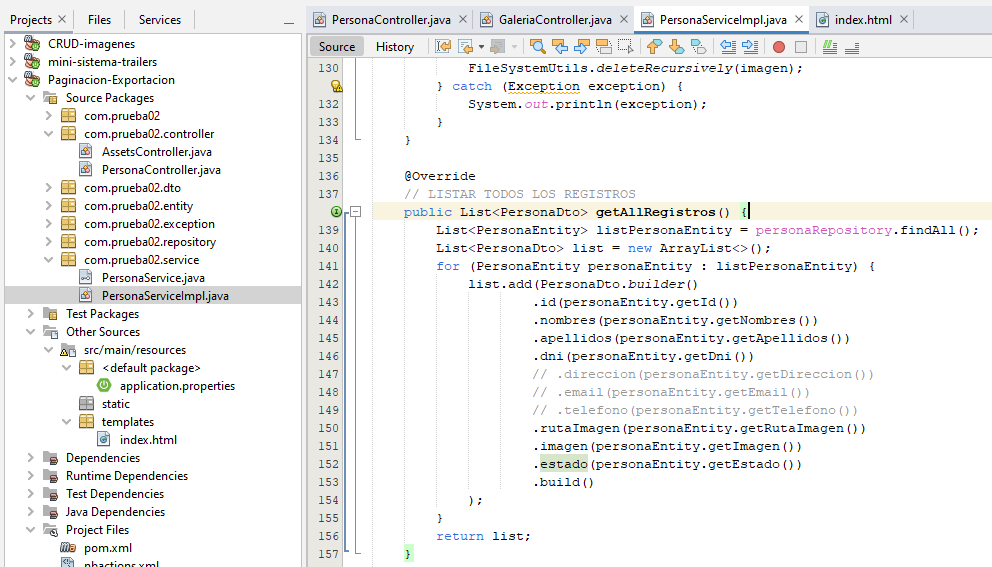 Projects × Files Services
CRUD-imagenes
mini-sistema-trailers
Paginacion-Exportacion
Source Packages
com.prueba02
com.prueba02.controller
AssetsController.java
PersonaController.java
com.prueba02.dto
com.prueba02.entity
com.prueba02.exception
com.prueba02.repository
com.prueba02.service
PersonaService.java
PersonaServiceImpl.java
Test Packages
Other Sources
src/main/resources
<default package>
application.properties
static
templates
index.html
Dependencies
Runtime Dependencies
Test Dependencies
Java Dependencies
Project Files
pom.xml
nbactions.xml
PersonaController.java × GaleriaController.java × PersonaServiceImpl.java × index.html ×
Source History
130 FileSystemUtils.deleteRecursively(imagen);
} catch (Exception exception) {
132 System.out.println(exception);
133 }
134 }
135
136 @Override
137 // LISTAR TODOS LOS REGISTROS
public List<PersonaDto> getAllRegistros() {
139 List<PersonaEntity> listPersonaEntity = personaRepository.findAll();
140 List<PersonaDto> list = new ArrayList<>();
141 for (PersonaEntity personaEntity : listPersonaEntity) {
142 list.add(PersonaDto.builder()
143 .id(personaEntity.getId())
144 .nombres(personaEntity.getNombres())
145 .apellidos(personaEntity.getApellidos())
146 .dni(personaEntity.getDni())
147 // .direccion(personaEntity.getDireccion())
148 // .email(personaEntity.getEmail())
149 // .telefono(personaEntity.getTelefono())
150 .rutaImagen(personaEntity.getRutaImagen())
151 .imagen(personaEntity.getImagen())
152 .estado(personaEntity.getEstado())
153 .build()
154 );
155 }
156 return list;
157 }